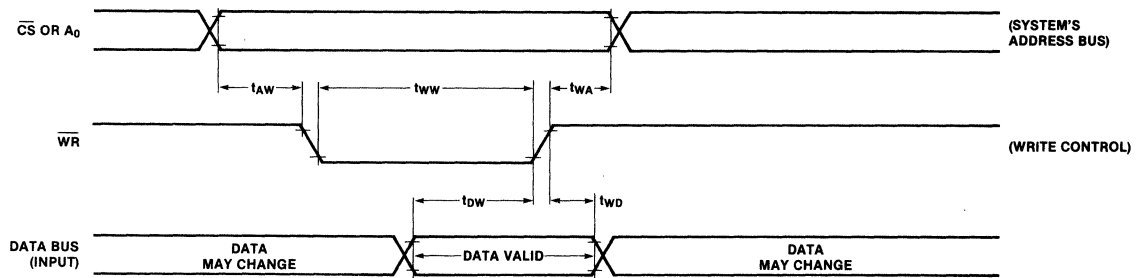 CS OR A0
(SYSTEM'S
ADDRESS BUS)
tAW
tWW
tWA
WR
(WRITE CONTROL)
tDW
tWD
DATA BUS
(INPUT)
DATA
MAY CHANGE
DATA VALID
DATA
MAY CHANGE